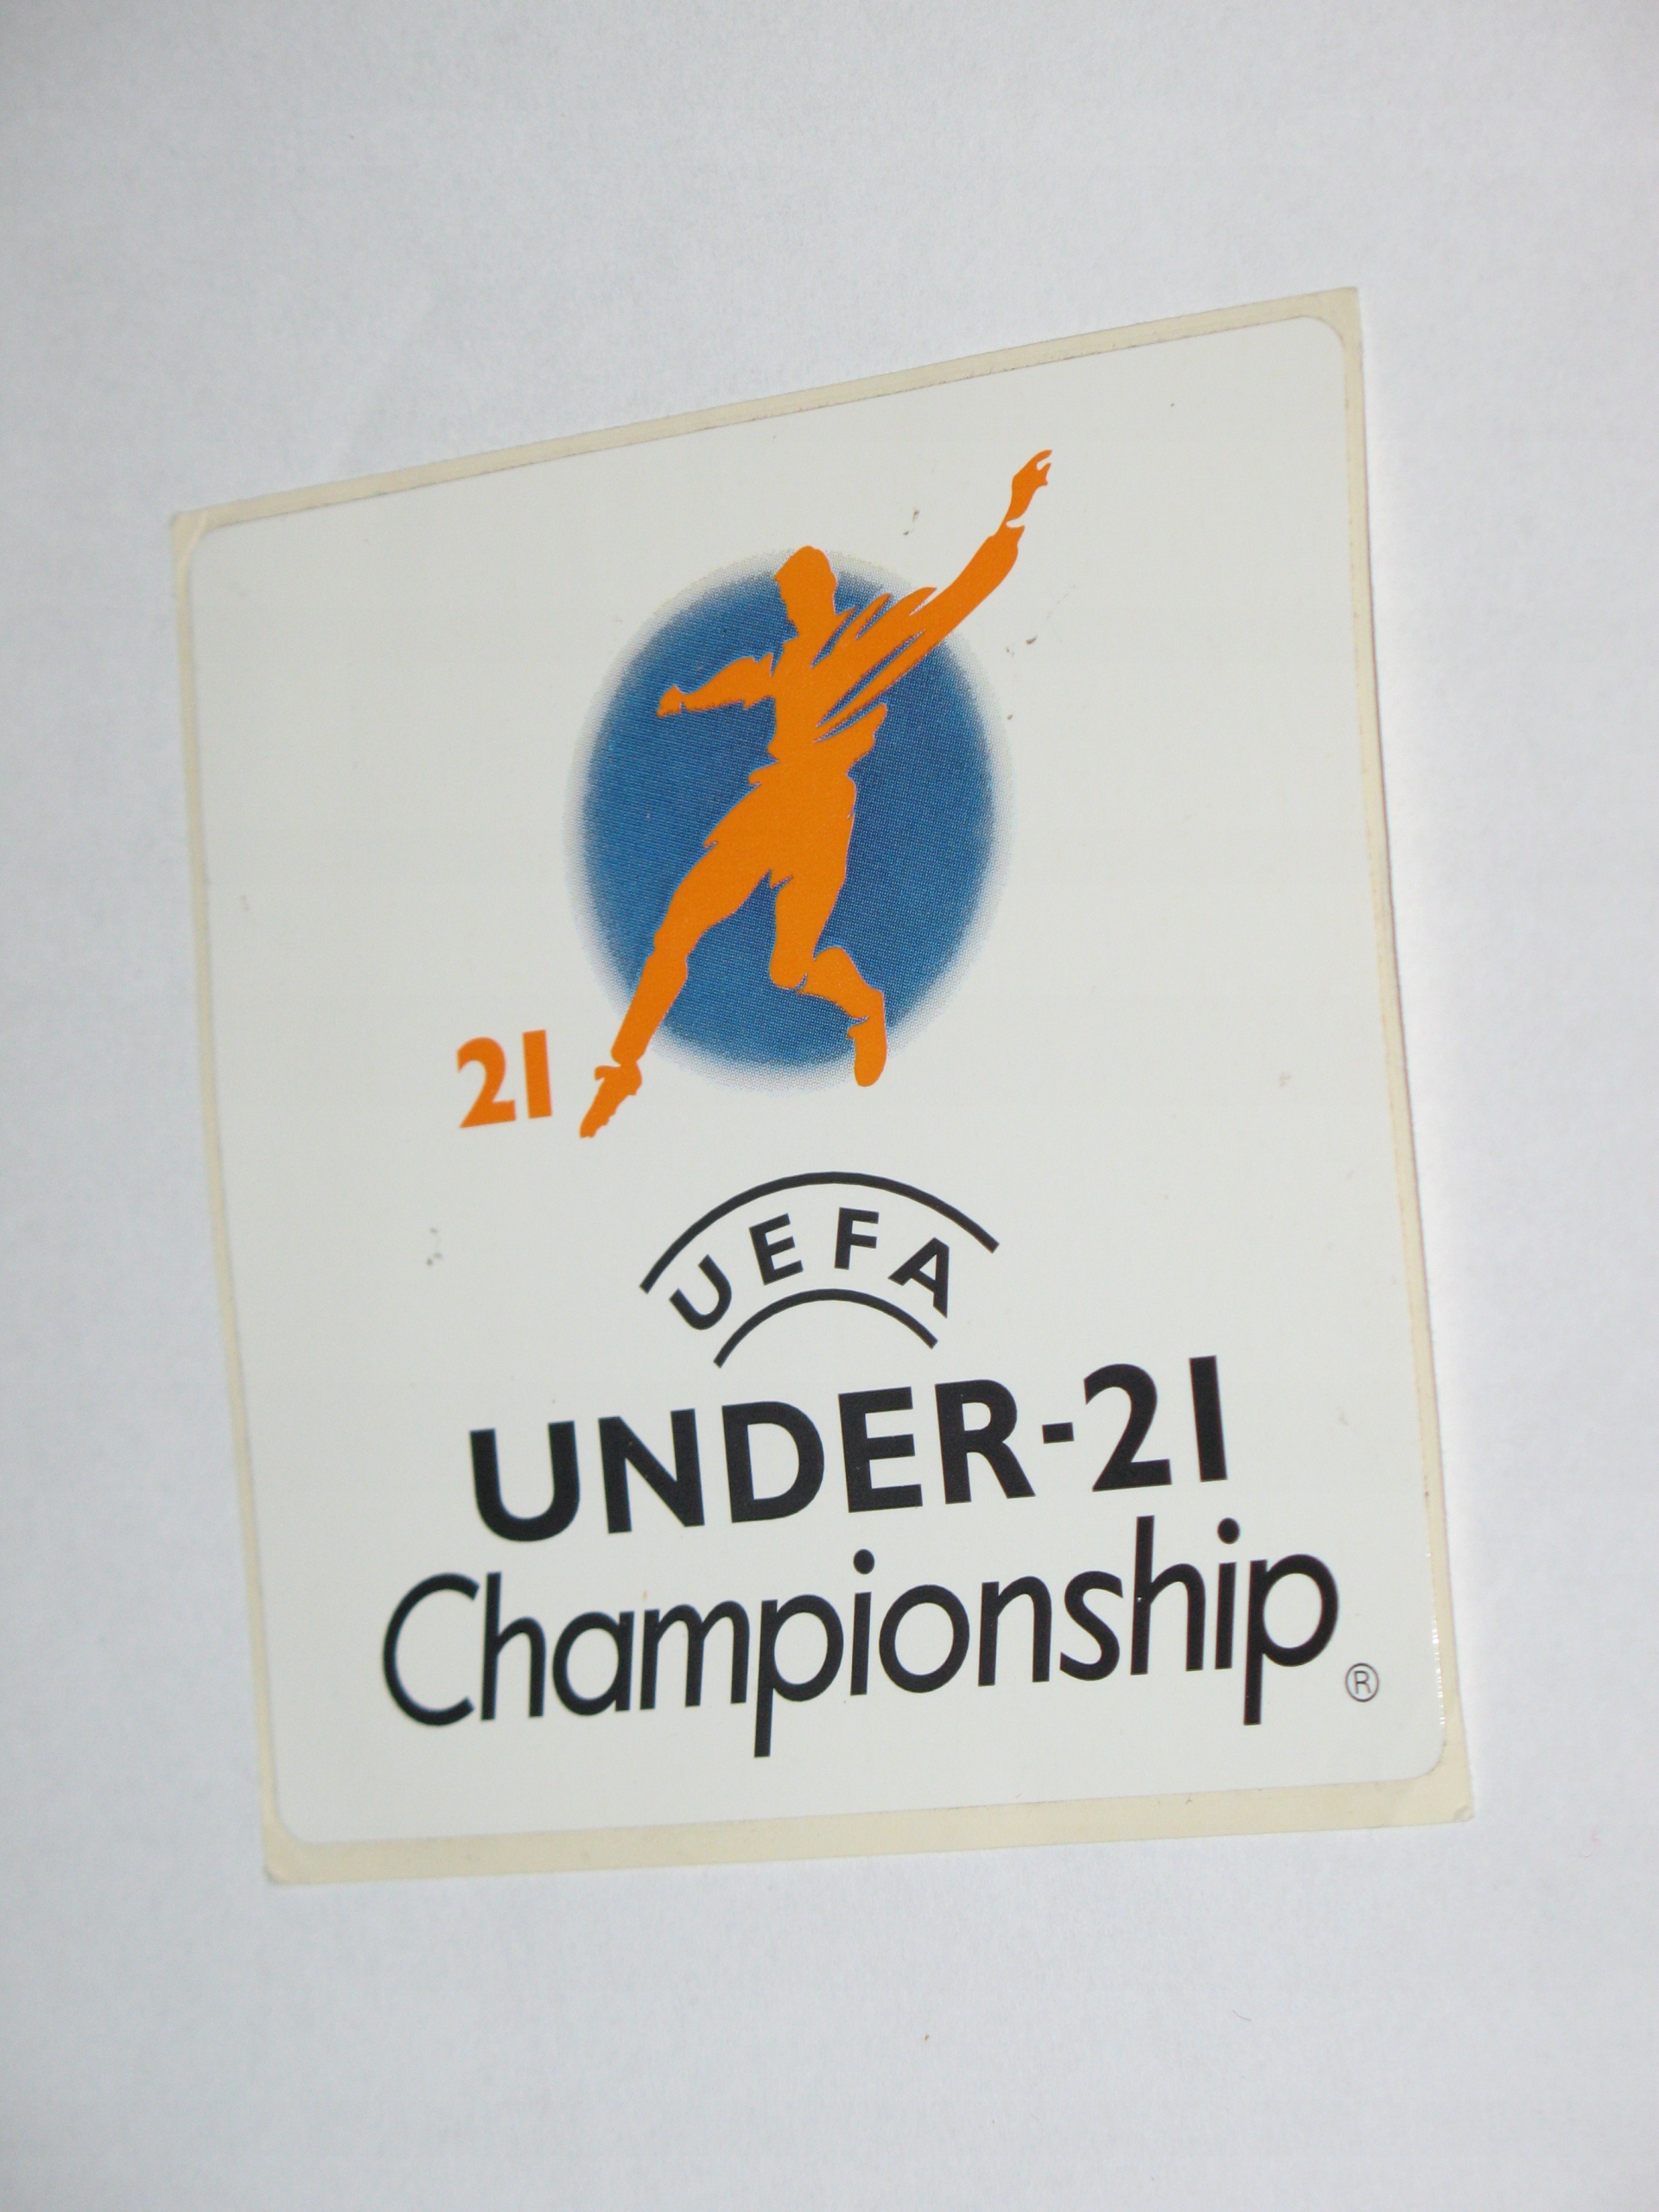 21
UEFA
UNDER-21
Championship®